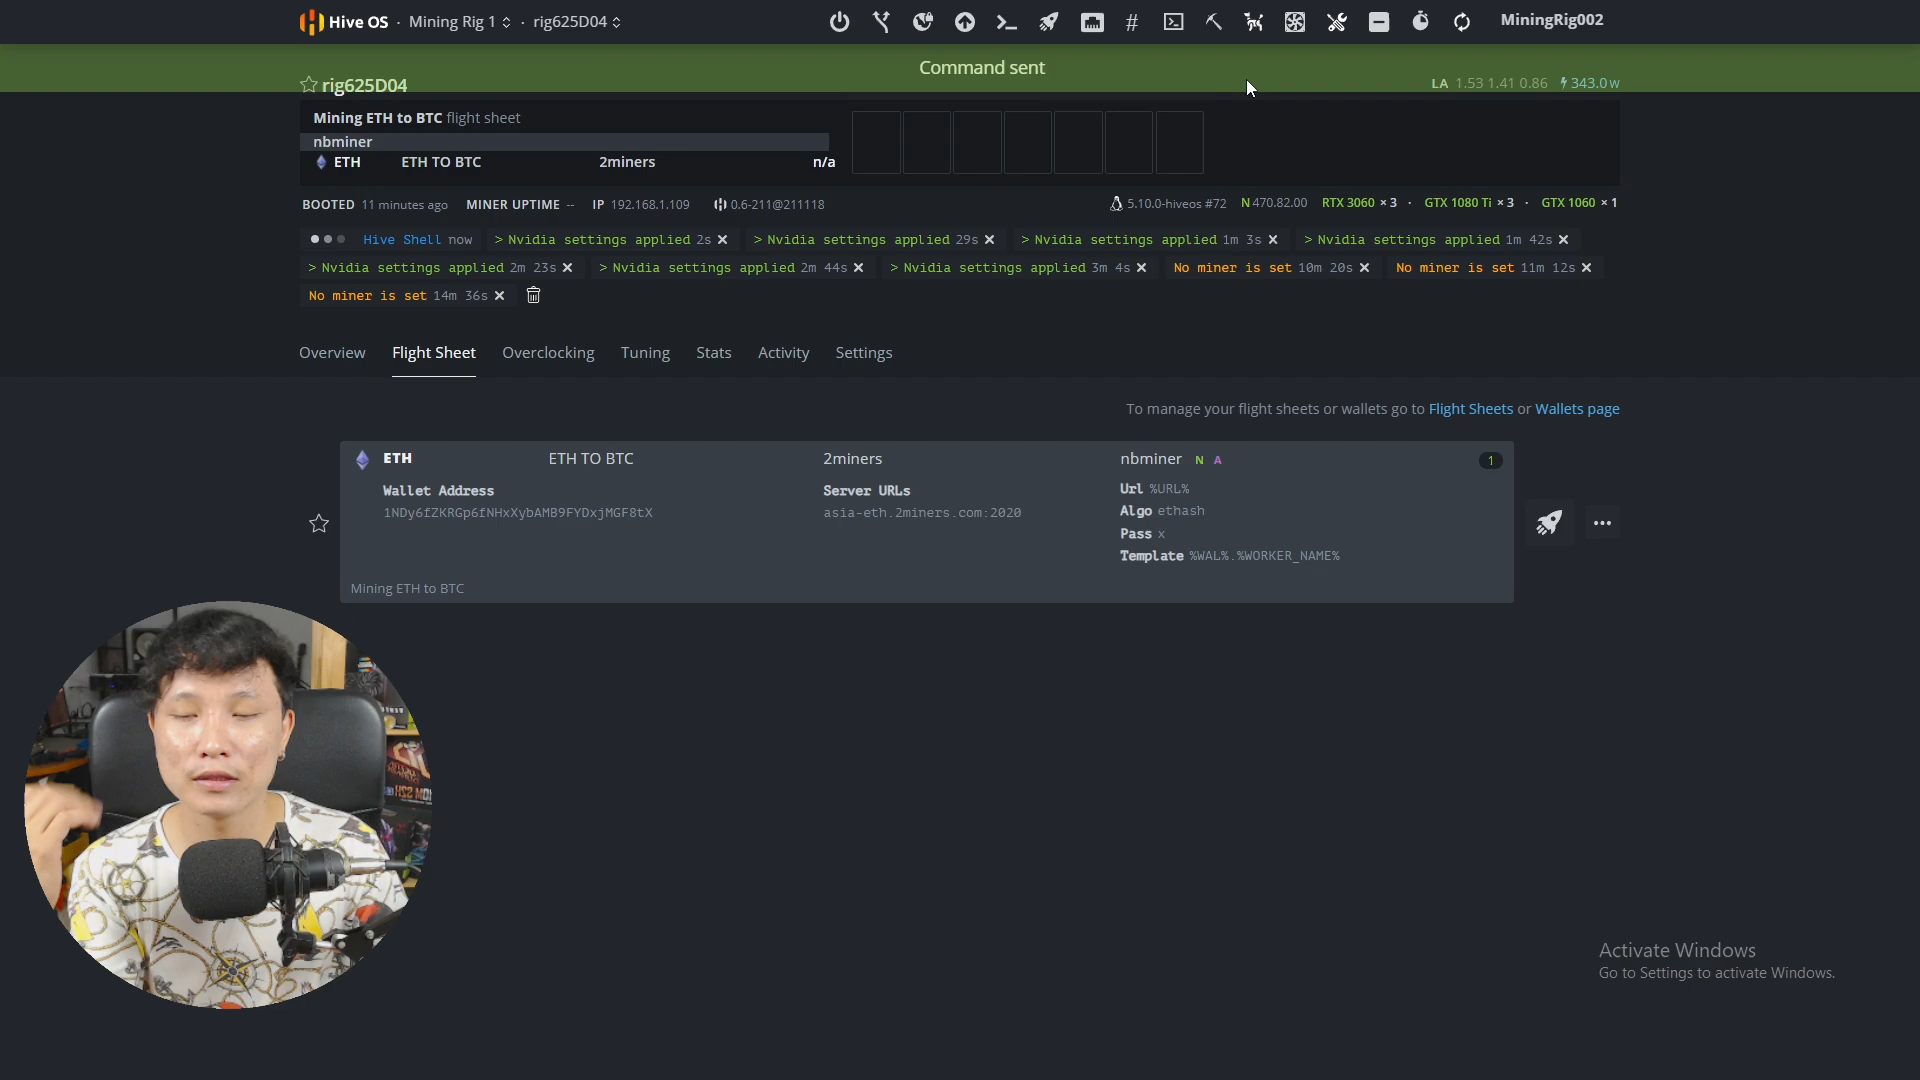 Hive OS · Mining Rig 1 · rig625D04
# MiningRig002
Command sent
rig625D04
LA 1.53 1.41 0.86 343.0 w
Mining ETH to BTC flight sheet
nbminer
ETH ETH TO BTC 2miners n/a
BOOTED 11 minutes ago MINER UPTIME -- IP 192.168.1.109 0.6-211@211118
5.10.0-hiveos #72 N 470.82.00 RTX 3060 × 3 · GTX 1080 Ti × 3 · GTX 1060 × 1
Hive Shell now > Nvidia settings applied 2s × > Nvidia settings applied 29s × > Nvidia settings applied 1m 3s × > Nvidia settings applied 1m 42s ×
> Nvidia settings applied 2m 23s × > Nvidia settings applied 2m 44s × > Nvidia settings applied 3m 4s × No miner is set 10m 20s × No miner is set 11m 12s ×
No miner is set 14m 36s ×
Overview Flight Sheet Overclocking Tuning Stats Activity Settings
To manage your flight sheets or wallets go to Flight Sheets or Wallets page
ETH ETH TO BTC 2miners nbminer N A 1
Wallet Address
1NDy6fZKRGp6fNHxXybAMB9FYDxjMGF8tX
Server URLs
asia-eth.2miners.com:2020
Url %URL%
Algo ethash
Pass x
Template %WAL%.%WORKER_NAME%
Mining ETH to BTC
Activate Windows
Go to Settings to activate Windows.